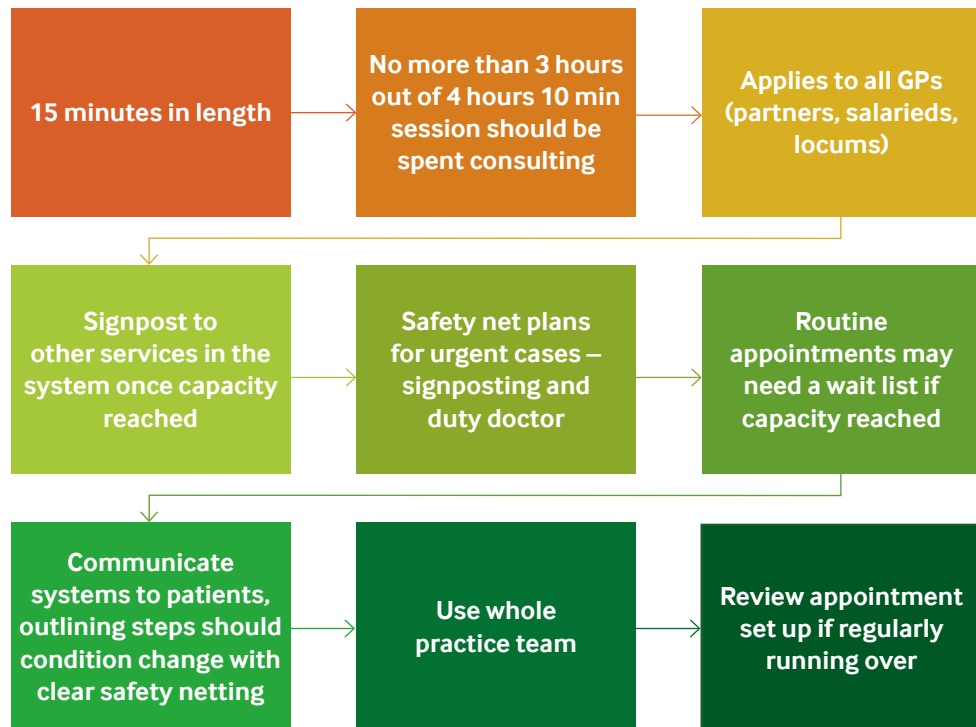 15 minutes in length
No more than 3 hours
out of 4 hours 10 min
session should be
spent consulting
Applies to all GPs
(partners, salarieds,
locums)
Signpost to
other services in the
system once capacity
reached
Safety net plans
for urgent cases –
signposting and
duty doctor
Routine
appointments may
need a wait list if
capacity reached
Communicate
systems to patients,
outlining steps should
condition change with
clear safety netting
Use whole
practice team
Review appointment
set up if regularly
running over